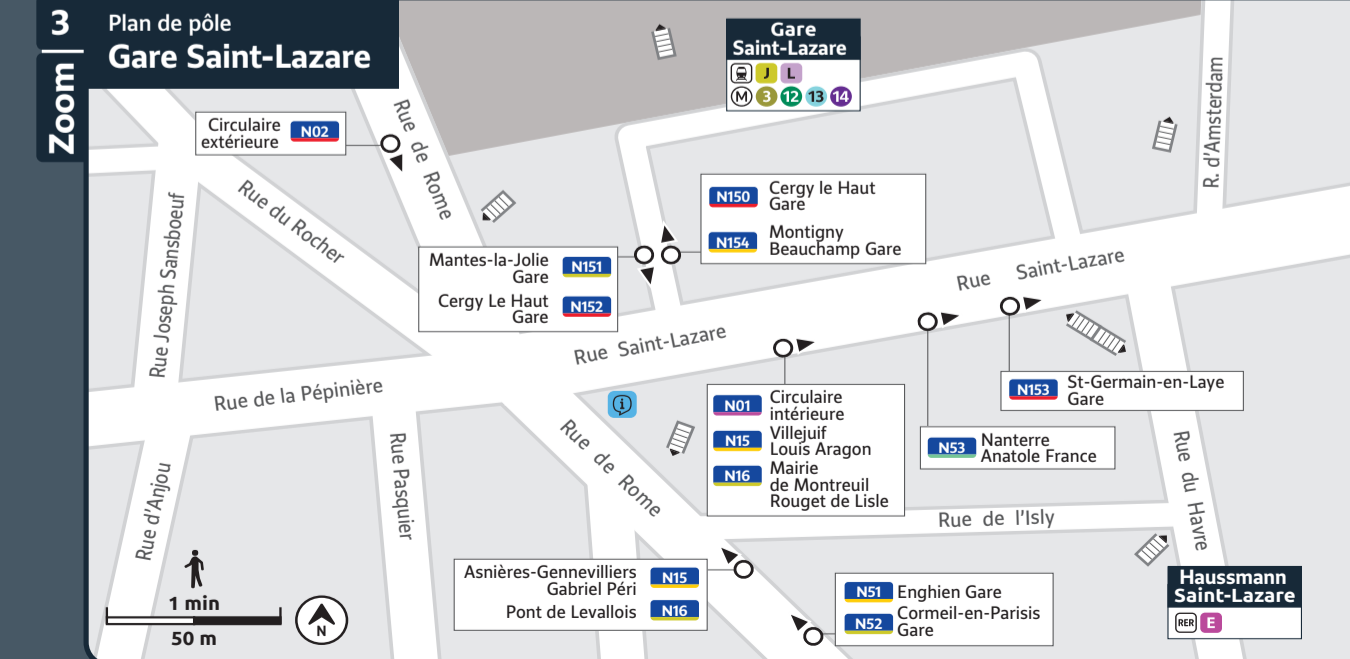 3
Zoom
Plan de pôle
Gare Saint-Lazare
Gare
Saint-Lazare
J L
M 3 12 13 14
R. d'Amsterdam
Circulaire
extérieure
N02
Rue de Rome
Rue du Rocher
Rue Joseph Sansboeuf
N150
Cergy le Haut
Gare
N154
Montigny
Beauchamp Gare
Mantes-la-Jolie
Gare
N151
Cergy Le Haut
Gare
N152
Rue Saint-Lazare
Rue Saint-Lazare
Rue de la Pépinière
i
N01
Circulaire
intérieure
N15
Villejuif
Louis Aragon
N16
Mairie
de Montreuil
Rouget de Lisle
N153
St-Germain-en-Laye
Gare
N53
Nanterre
Anatole France
Rue de Rome
Rue Pasquier
Rue d'Anjou
Rue du Havre
Rue de l'Isly
Asnières-Gennevilliers
Gabriel Péri
N15
Pont de Levallois
N16
N51
Enghien Gare
N52
Cormeil-en-Parisis
Gare
Haussmann
Saint-Lazare
RER E
1 min
50 m
N